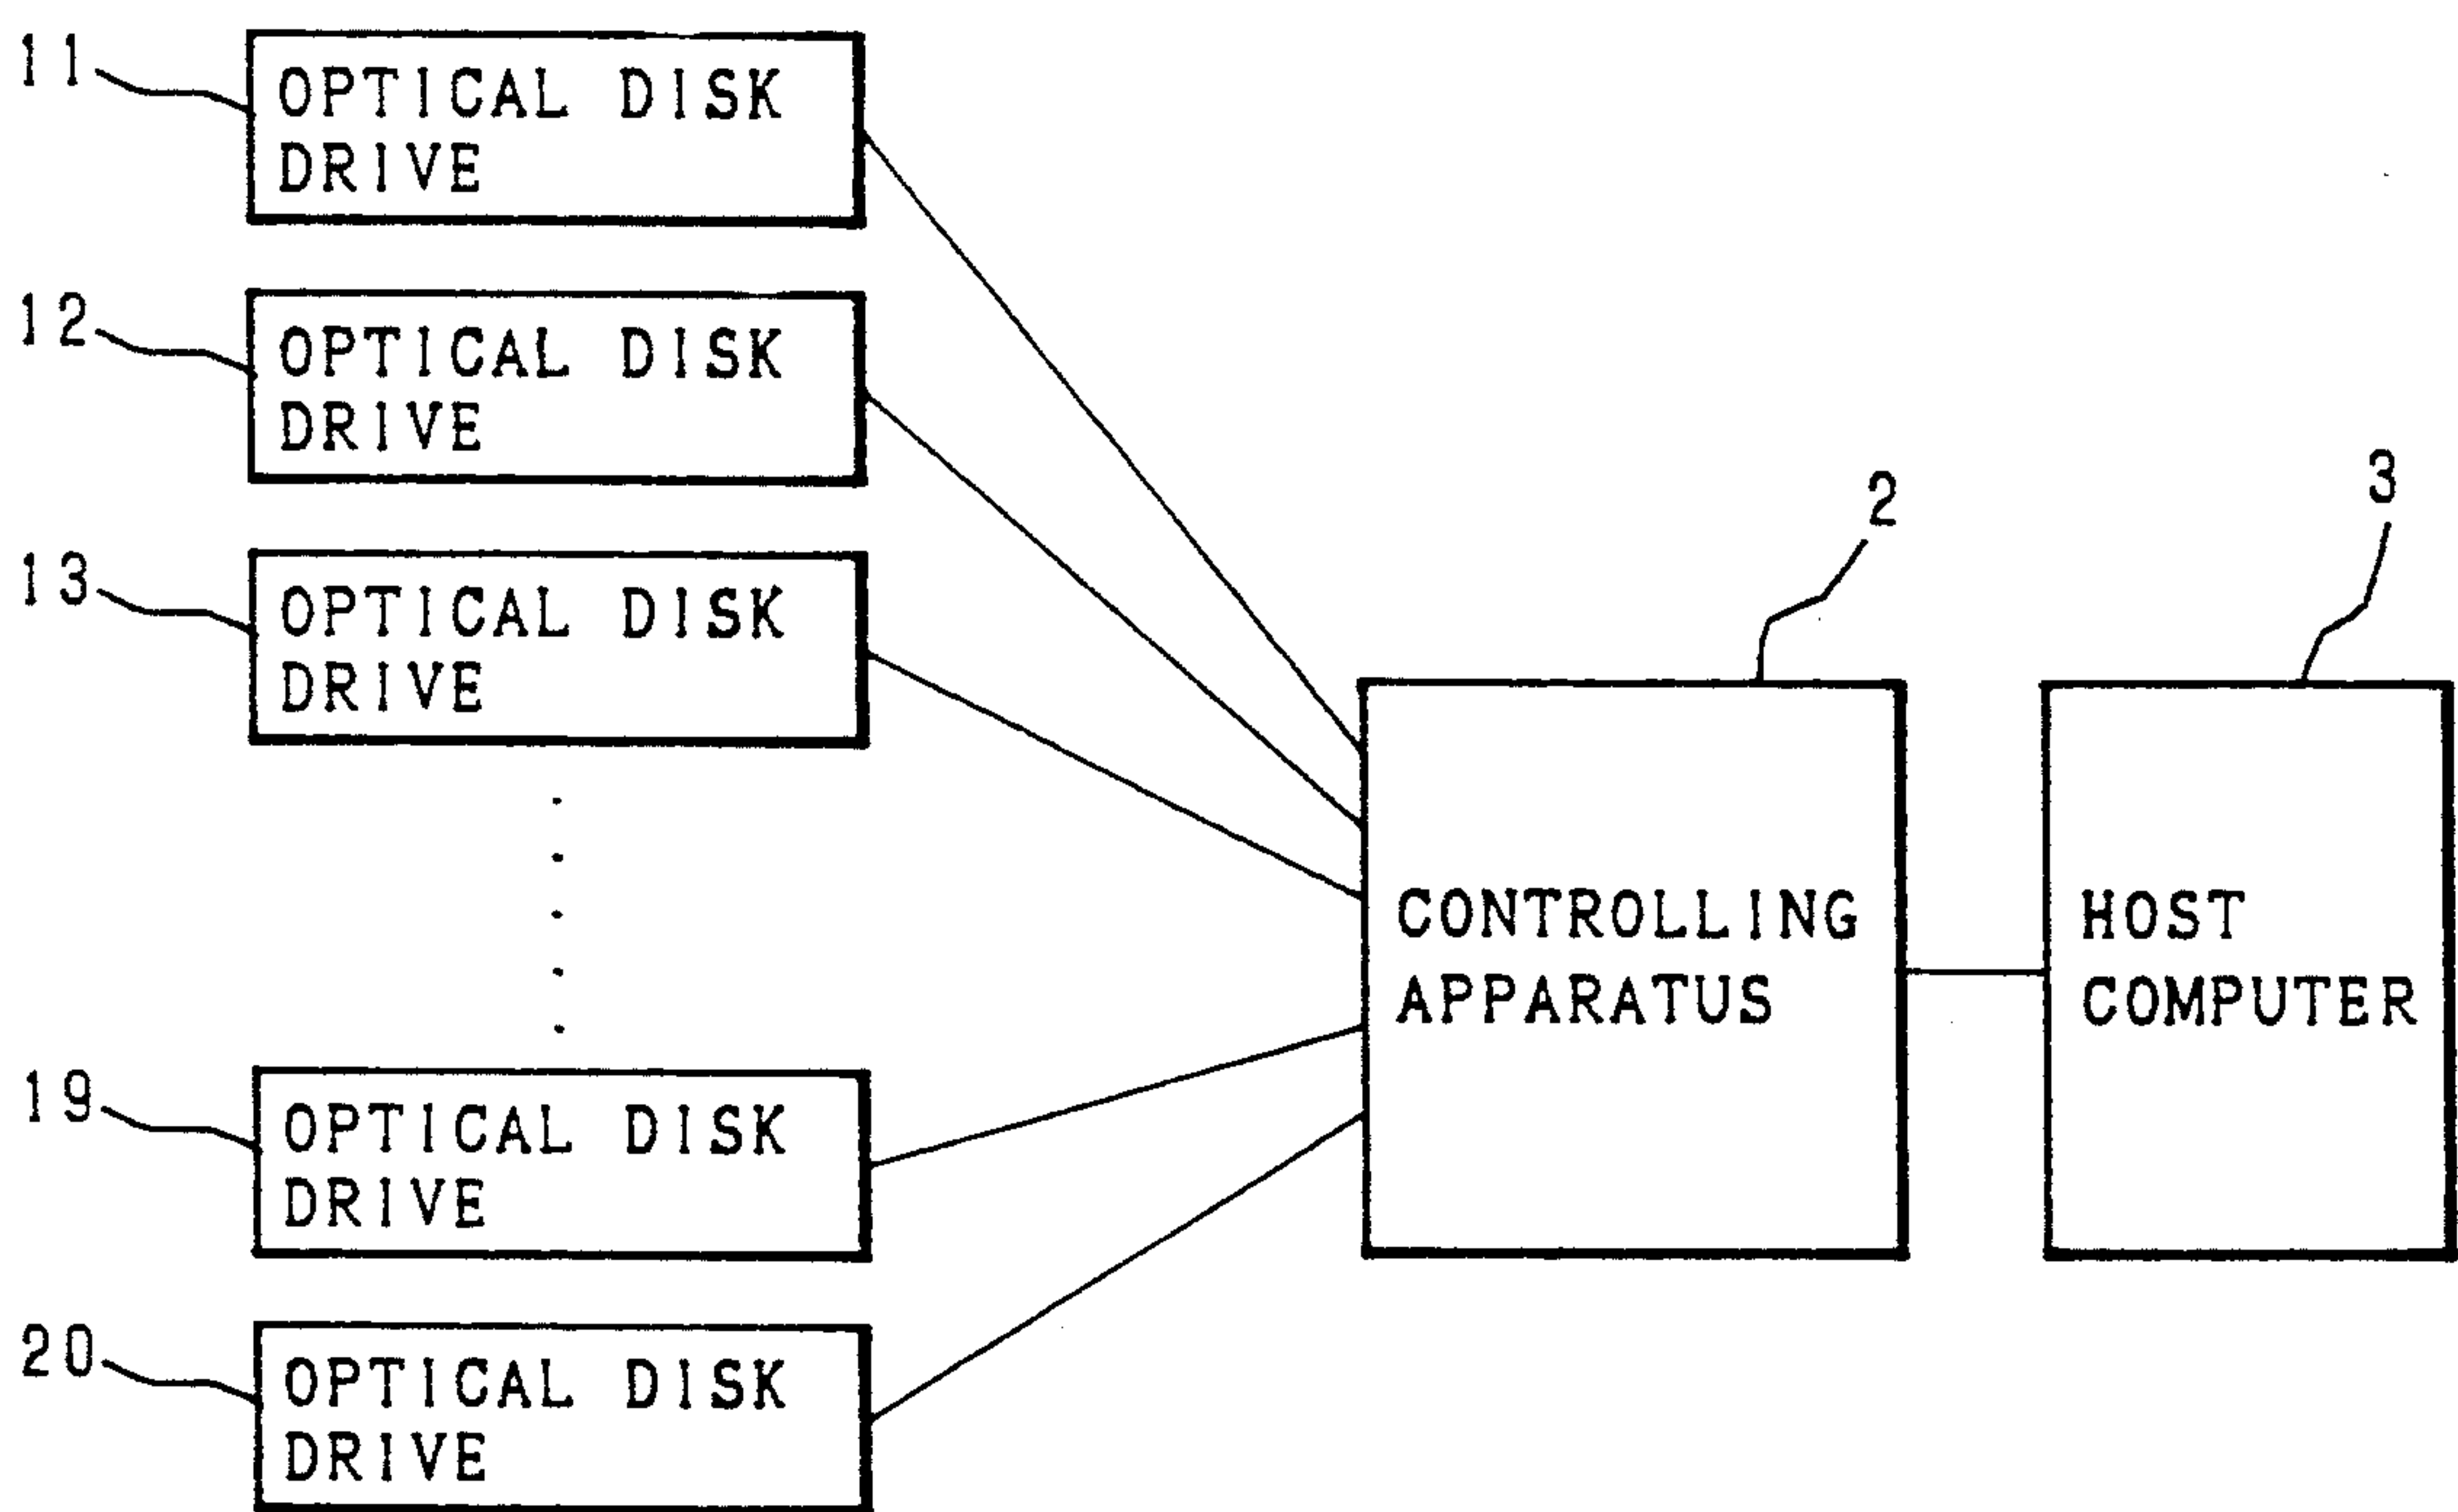 11
OPTICAL DISK
DRIVE
12
OPTICAL DISK
DRIVE
13
OPTICAL DISK
DRIVE
2
3
CONTROLLING
APPARATUS
HOST
COMPUTER
19
OPTICAL DISK
DRIVE
20
OPTICAL DISK
DRIVE